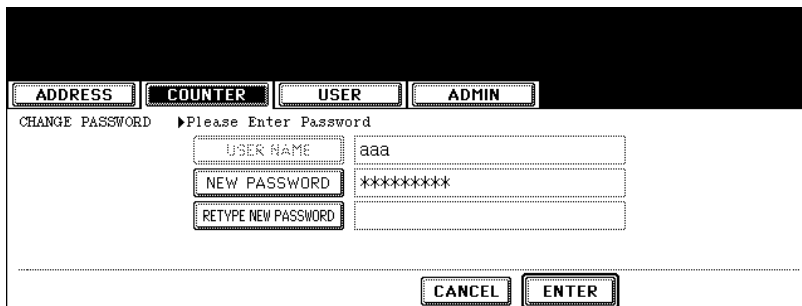 ADDRESS COUNTER USER ADMIN
CHANGE PASSWORD ▶Please Enter Password
USER NAME aaa
NEW PASSWORD *********
RETYPE NEW PASSWORD
CANCEL ENTER